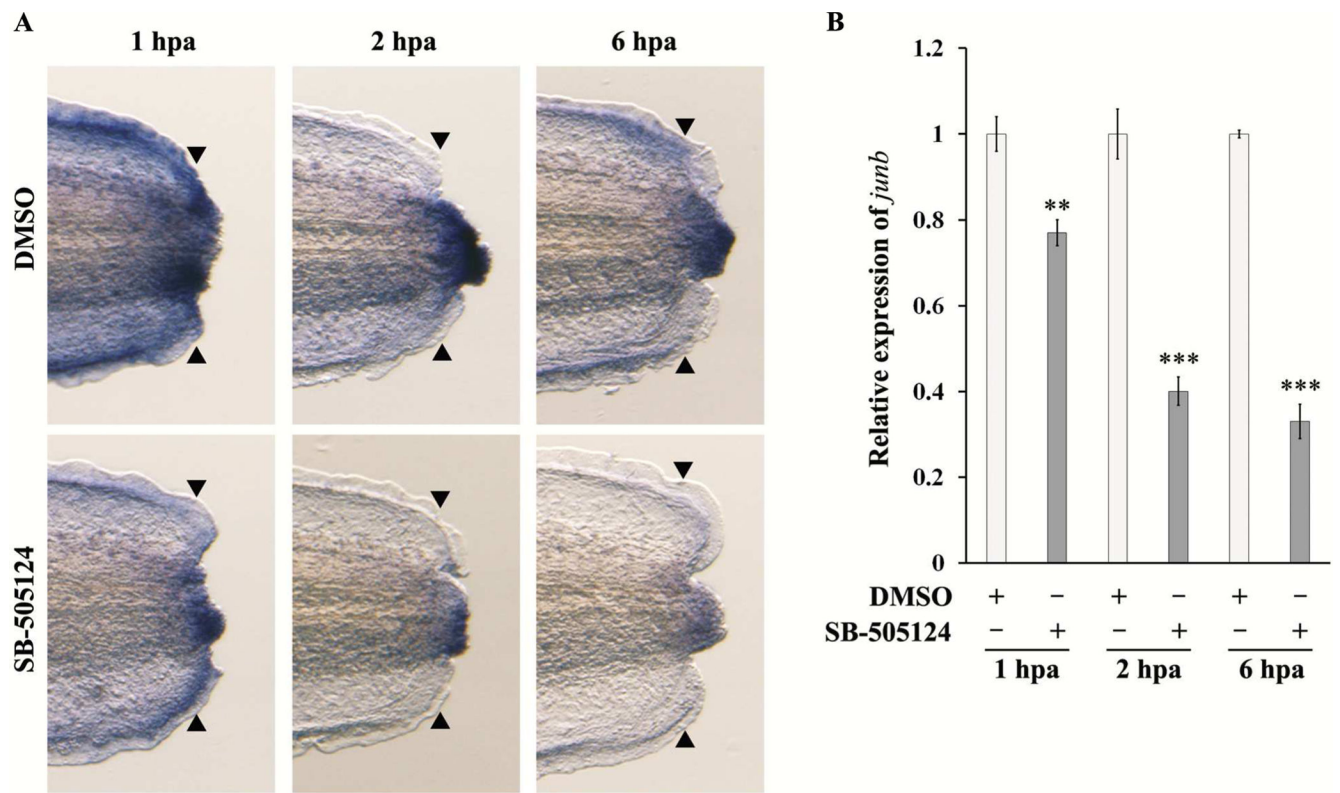 A
1 hpa
2 hpa
6 hpa
DMSO
SB-505124
B
Relative expression of junb
1.2
1
0.8
0.6
0.4
0.2
0
**
***
***
DMSO + − + − + −
SB-505124 − + − + − +
1 hpa
2 hpa
6 hpa